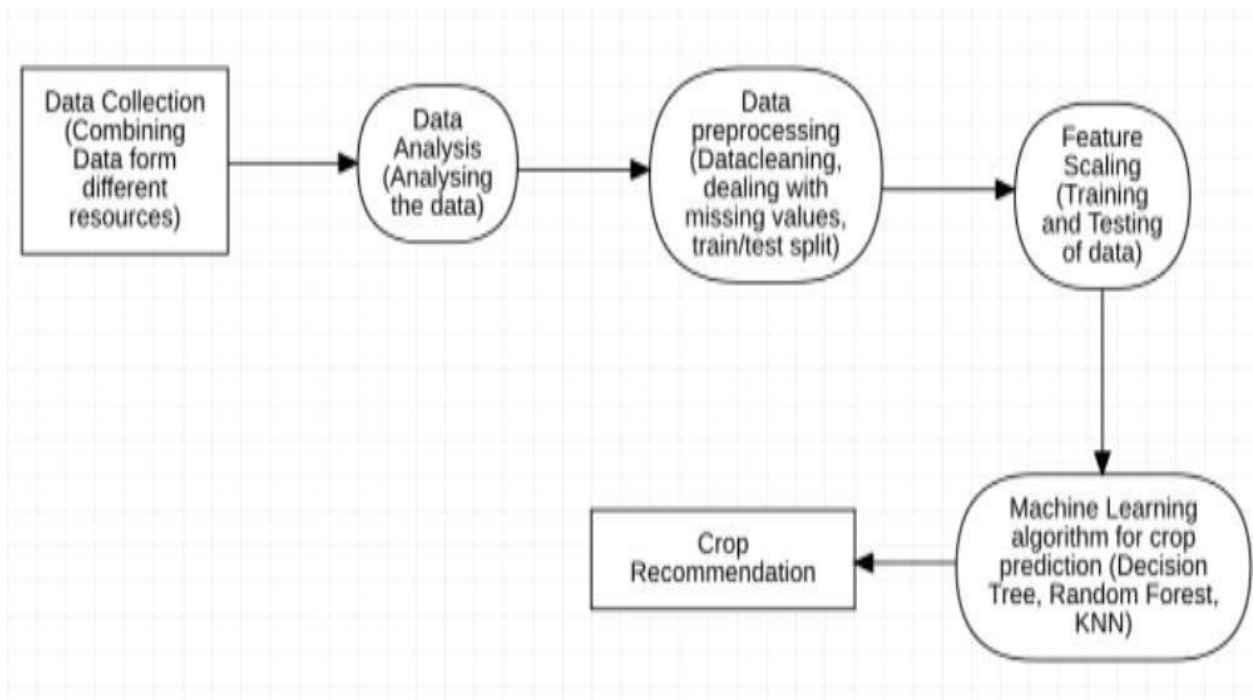 Data Collection
(Combining
Data form
different
resources)
Data
Analysis
(Analysing
the data)
Data
preprocessing
(Datacleaning,
dealing with
missing values,
train/test split)
Feature
Scaling
(Training
and Testing
of data)
Machine Learning
algorithm for crop
prediction (Decision
Tree, Random Forest,
KNN)
Crop
Recommendation